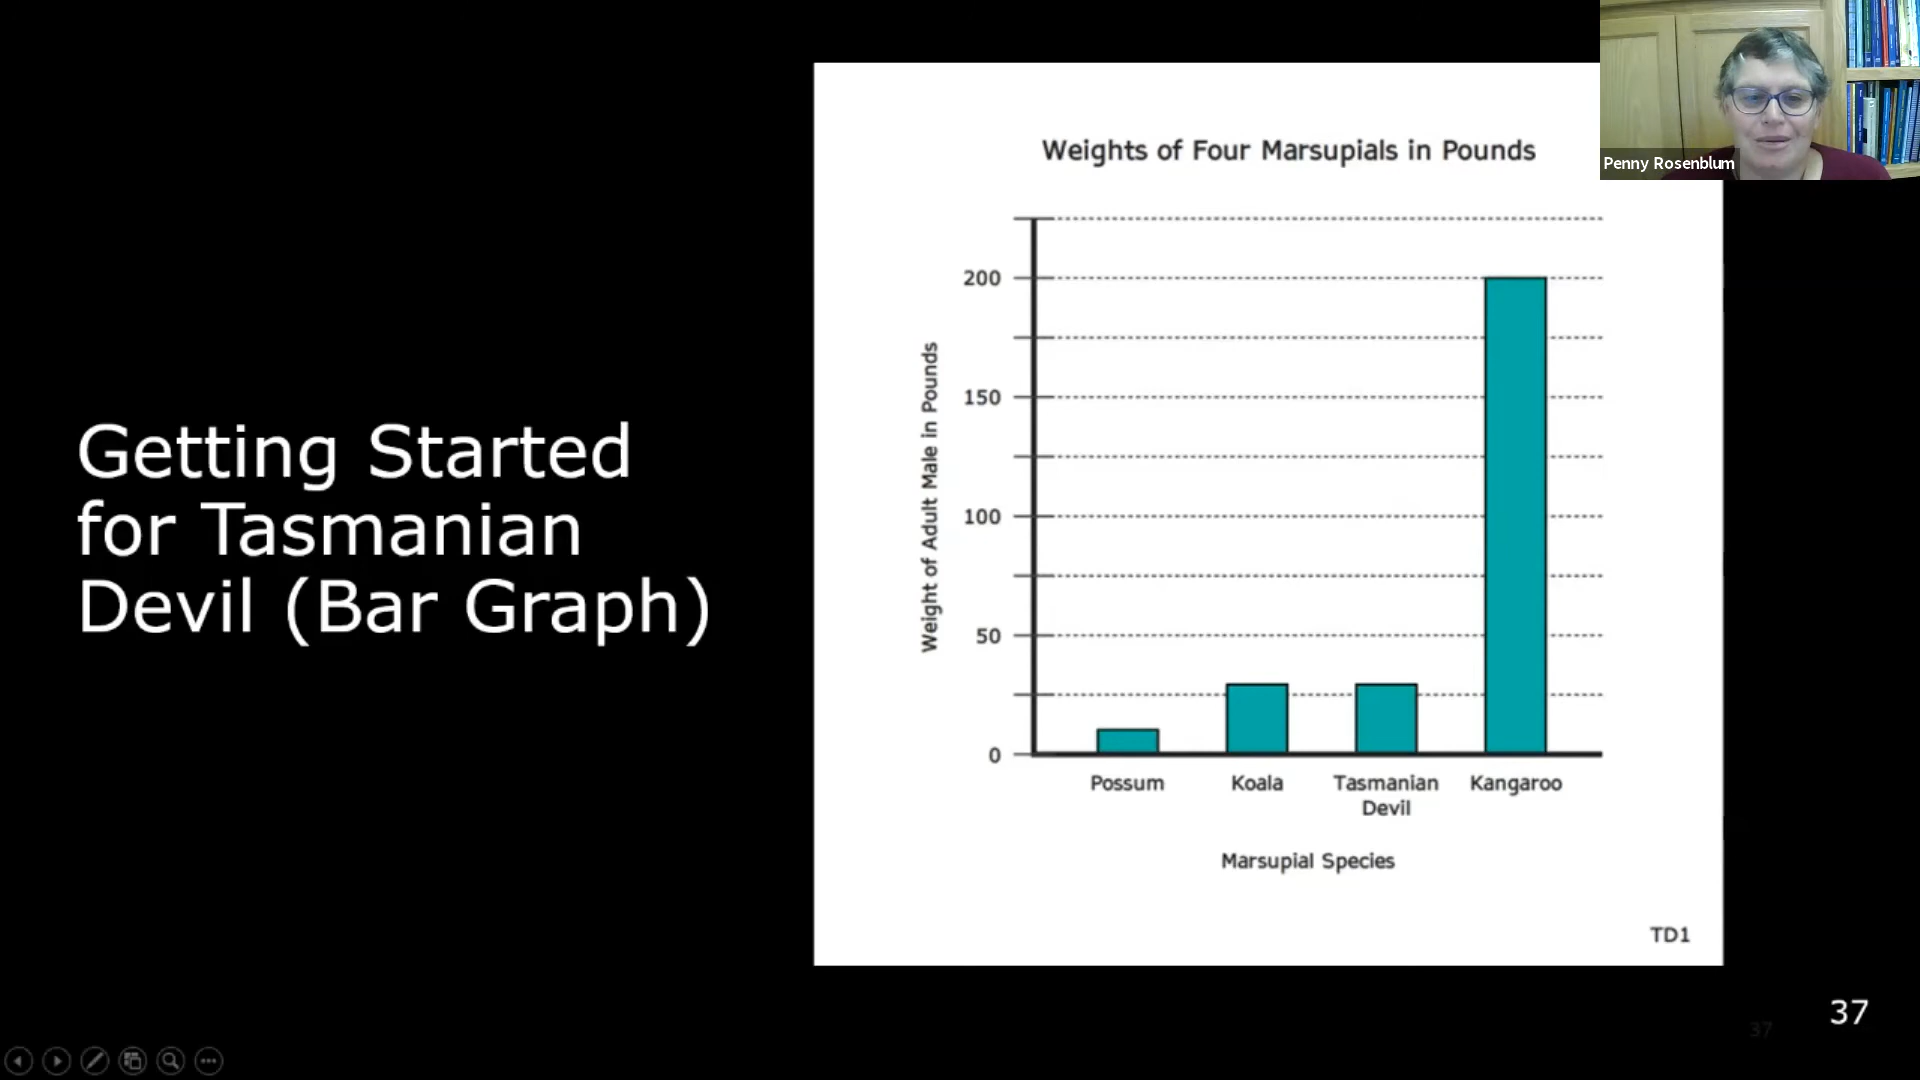 Penny Rosenblum
Getting Started
for Tasmanian
Devil (Bar Graph)
Weights of Four Marsupials in Pounds
Weight of Adult Male in Pounds
200
150
100
50
0
Possum
Koala
Tasmanian
Devil
Kangaroo
Marsupial Species
TD1
37
37